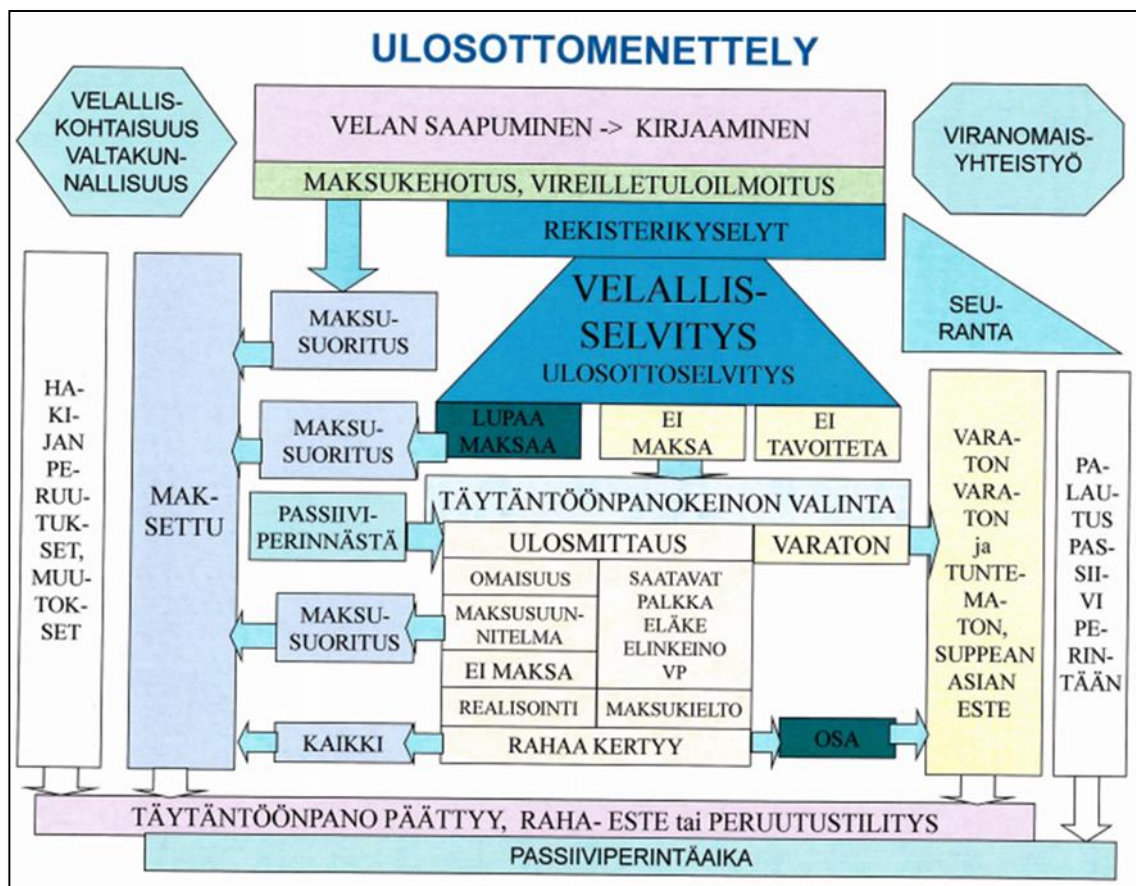 ULOSOTTOMENETTELY
VELALLIS-
KOHTAISUUS
VALTAKUN-
NALLISUUS
VELAN SAAPUMINEN -> KIRJAAMINEN
MAKSUKEHOTUS, VIREILLETULOILMOITUS
VIRANOMAIS-
YHTEISTYÖ
REKISTERIKYSELYT
VELALLIS-
SELVITYS
ULOSOTTOSELVITYS
SEU-
RANTA
MAKSU-
SUORITUS
HA-
KI-
JAN
PE-
RUU-
TUK-
SET,
MUU-
TOK-
SET
MAK-
SETTU
MAKSU-
SUORITUS
LUPAA
MAKSAA
EI
MAKSA
EI
TAVOITETA
PASSIIVI-
PERINNÄSTÄ
TÄYTÄNTÖÖNPANOKEINON VALINTA
ULOSMITTAUS
VARATON
OMAISUUS
MAKSUSUUN-
NITELMA
EI MAKSA
REALISOINTI
SAATAVAT
PALKKA
ELÄKE
ELINKEINO
VP
MAKSUKIELTO
MAKSU-
SUORITUS
KAIKKI
RAHAA KERTYY
OSA
VARA-
TON
VARA-
TON
ja
TUNTE-
MA-
TON,
SUPPEAN
ASIAN
ESTE
PA-
LAU-
TUS
PAS-
SII-
VI
PE-
RIN-
TÄÄN
TÄYTÄNTÖÖNPANO PÄÄTTYY, RAHA- ESTE tai PERUUTUSTILITYS
PASSIIVIPERINTÄAIKA